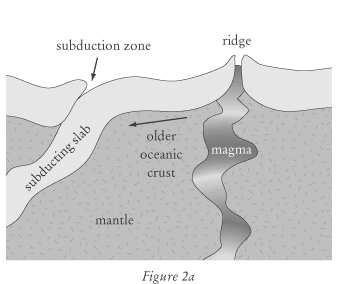 subduction zone
ridge
subducting slab
older
oceanic
crust
magma
mantle
Figure 2a